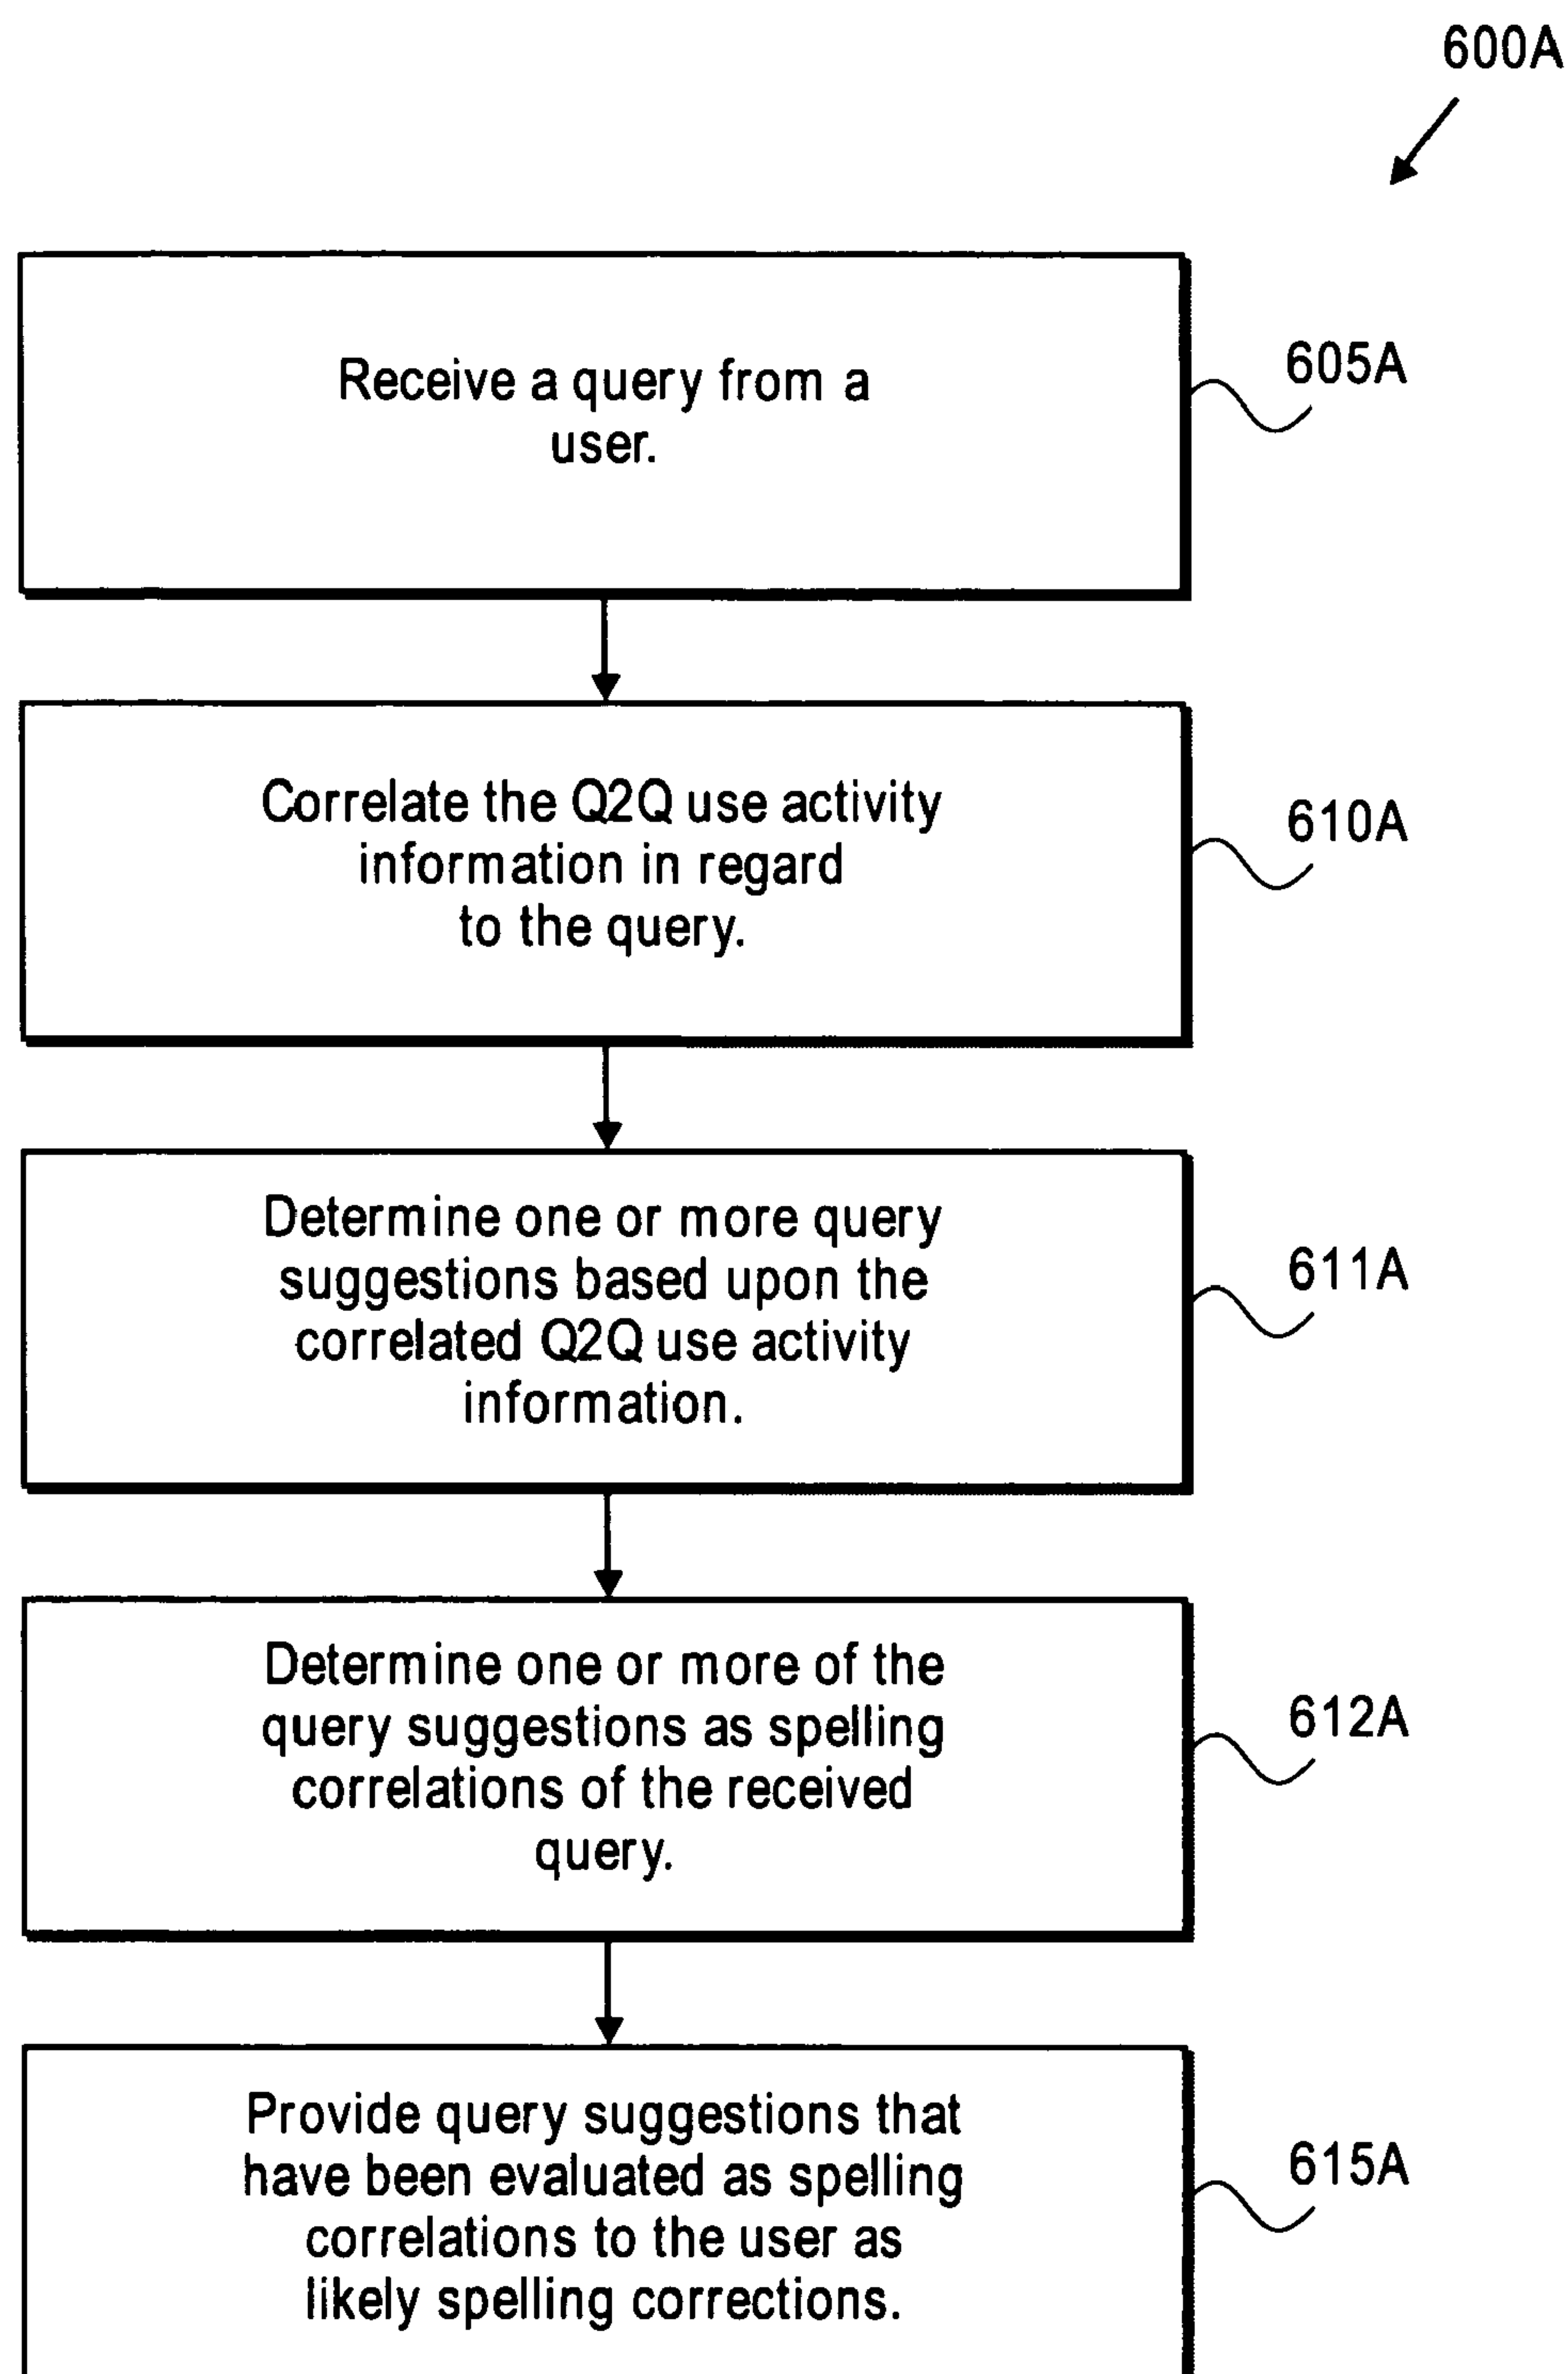 600A
Receive a query from a
user.
605A
Correlate the Q2Q use activity
information in regard
to the query.
610A
Determine one or more query
suggestions based upon the
correlated Q2Q use activity
information.
611A
Determine one or more of the
query suggestions as spelling
correlations of the received
query.
612A
Provide query suggestions that
have been evaluated as spelling
correlations to the user as
likely spelling corrections.
615A